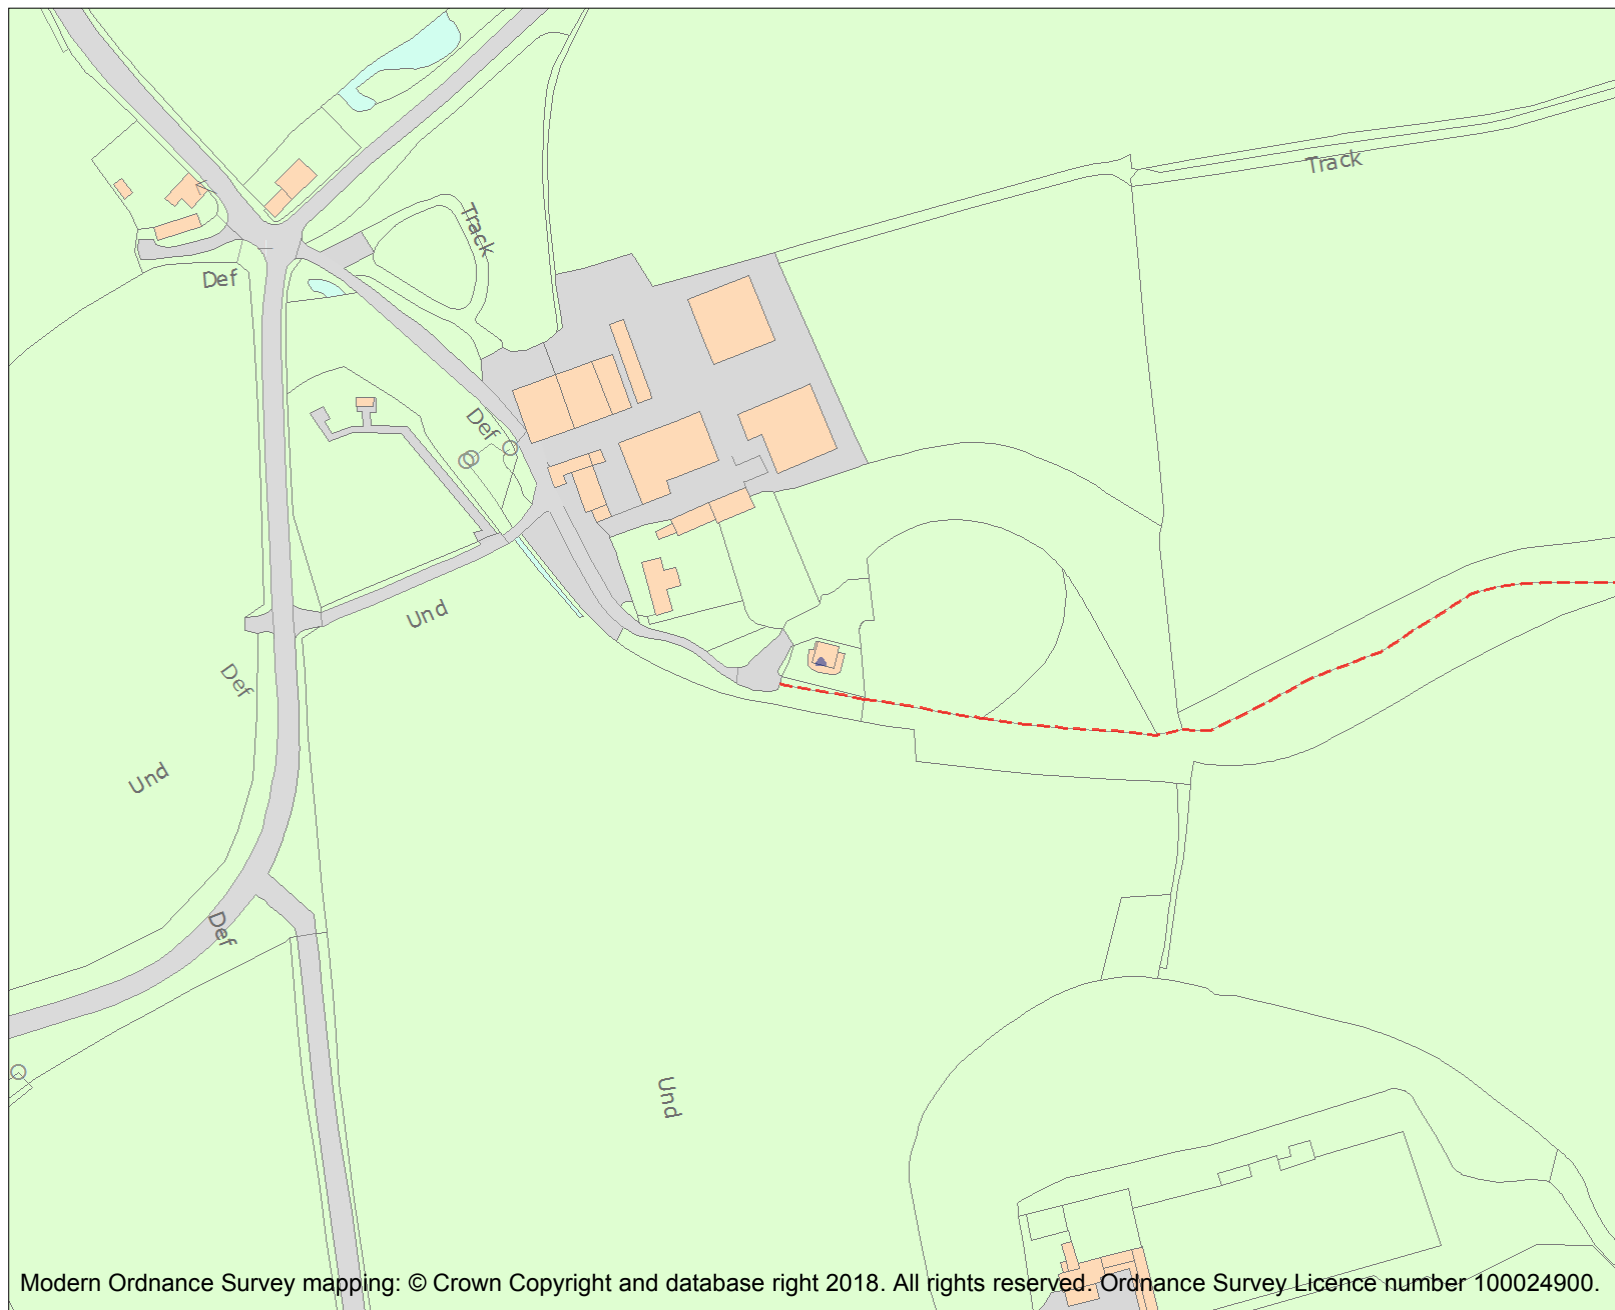 Track
Track
Def
Def
Und
Def
Und
Def
Und
Modern Ordnance Survey mapping: © Crown Copyright and database right 2018. All rights reserved. Ordnance Survey Licence number 100024900.